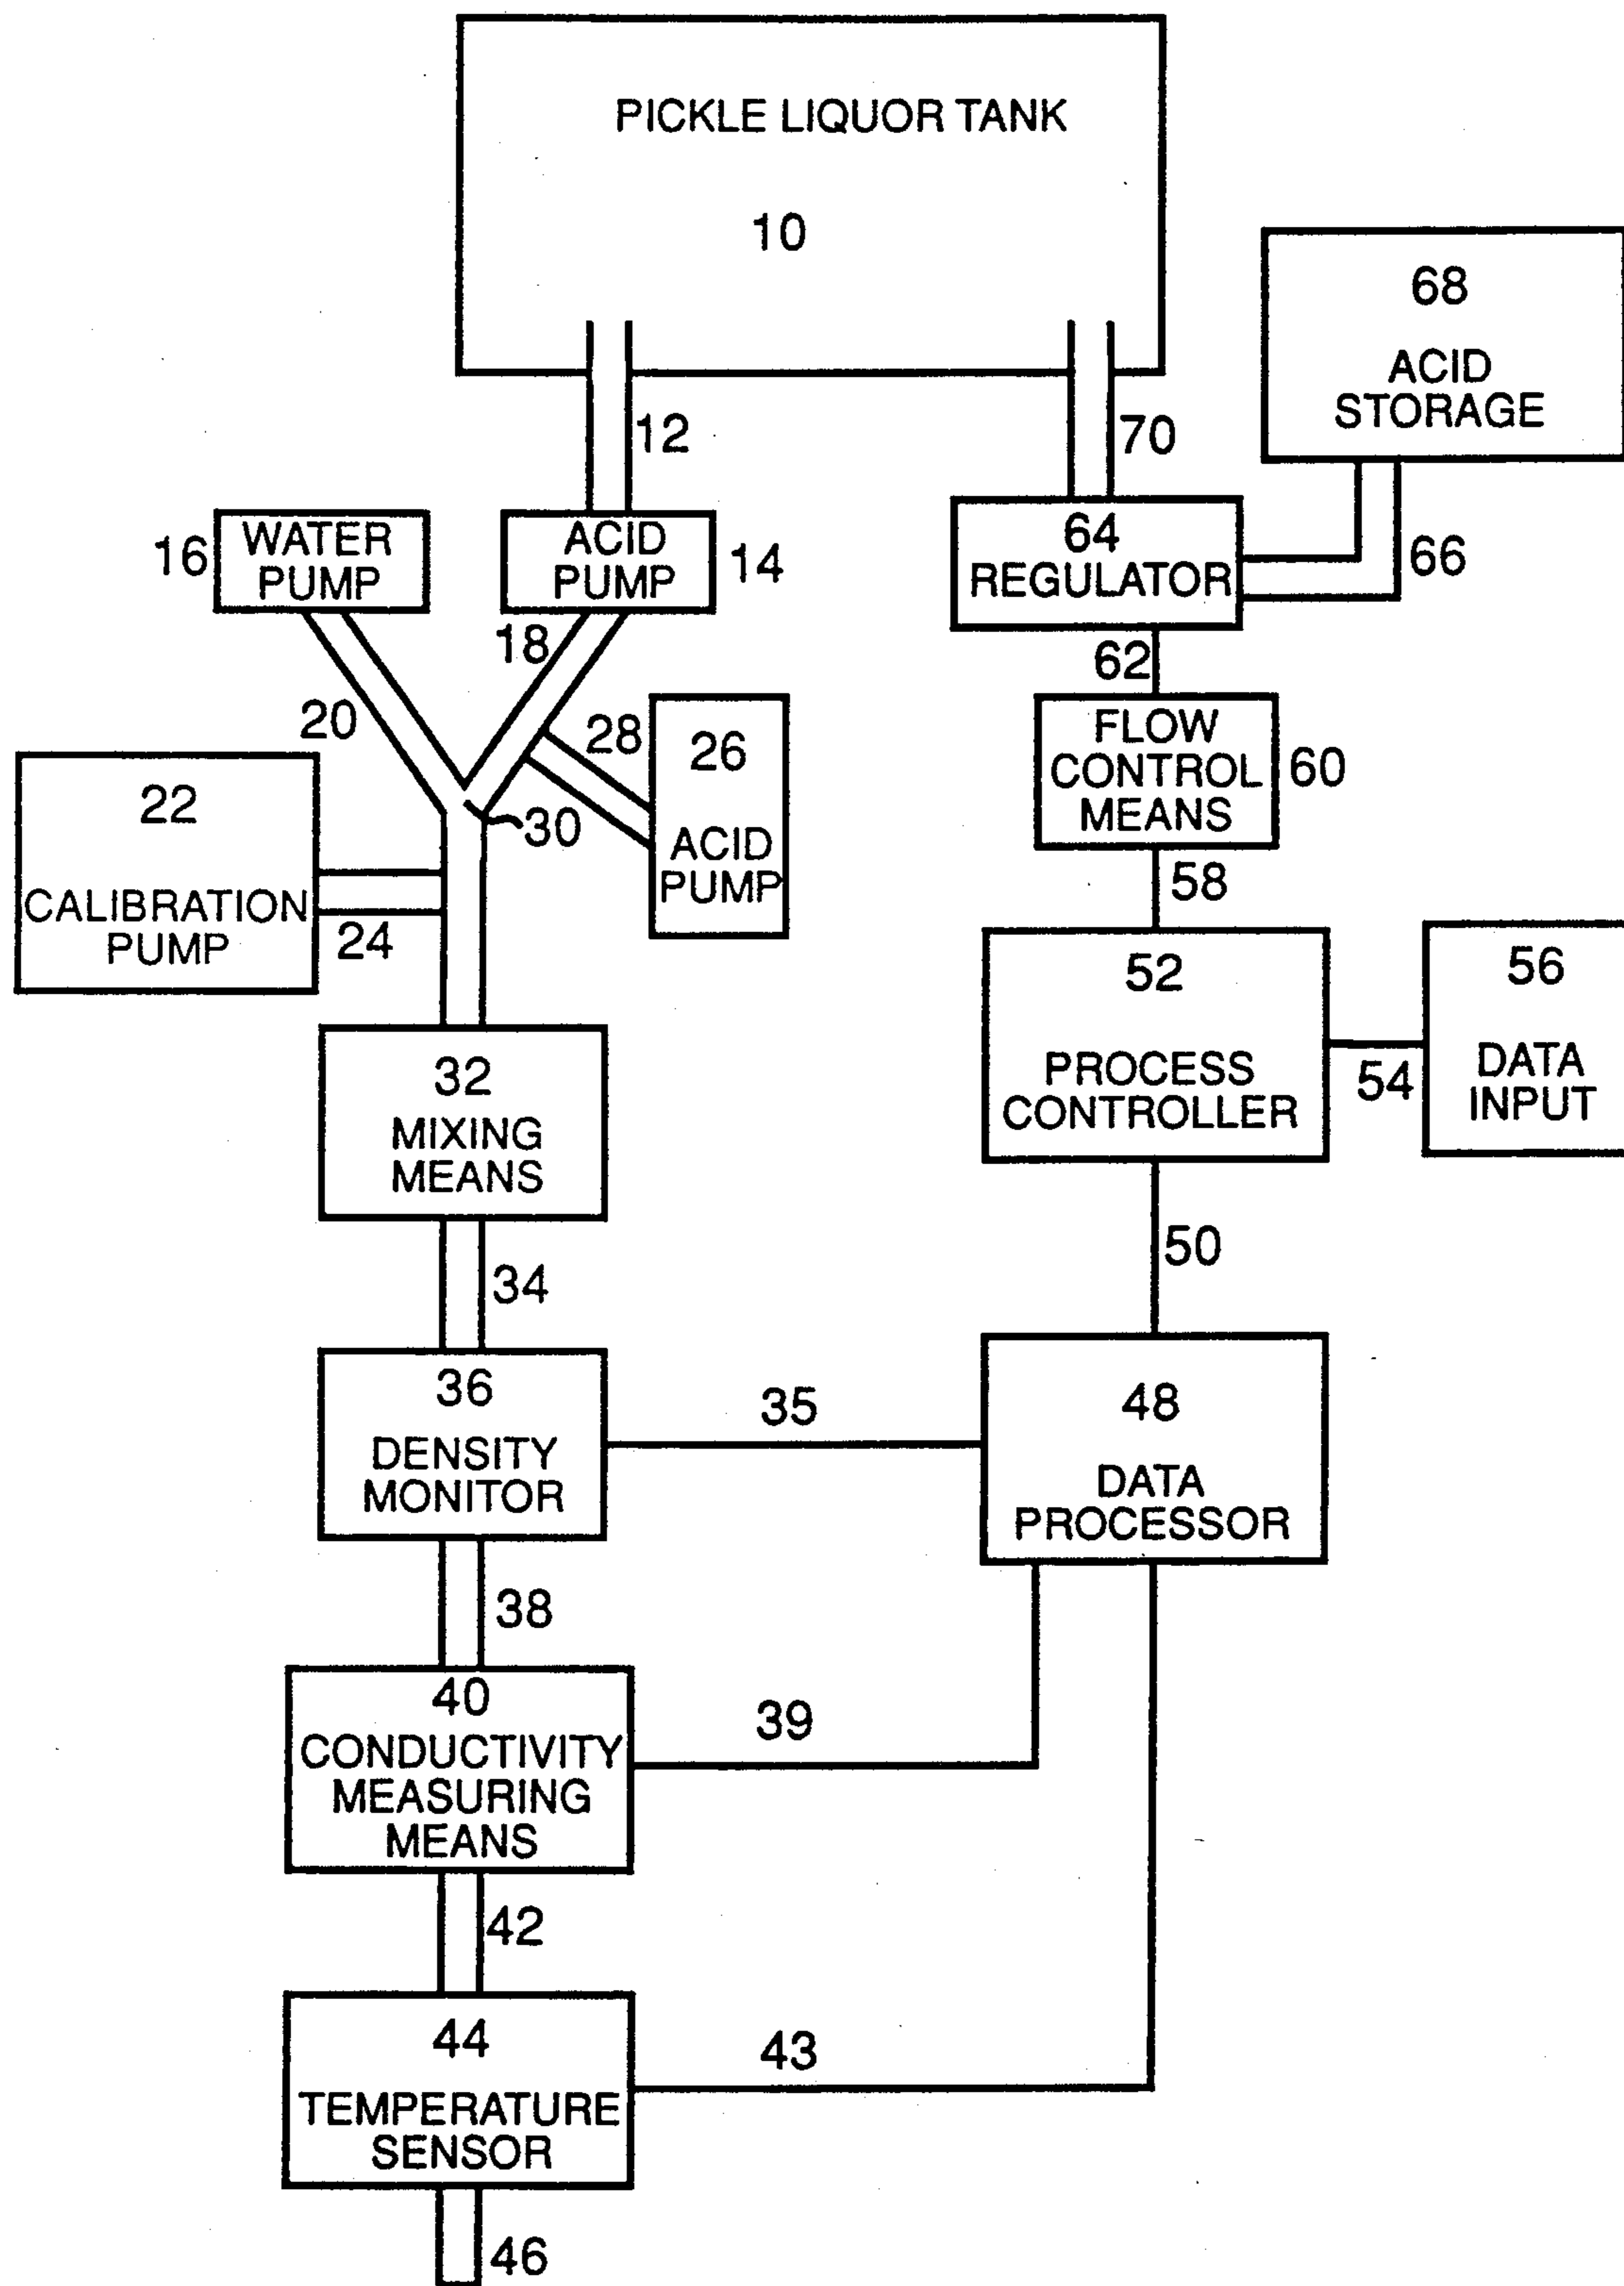 PICKLE LIQUOR TANK
10
68
ACID
STORAGE
12
70
16
WATER
PUMP
ACID
PUMP
14
64
REGULATOR
66
18
62
20
28
26
ACID
PUMP
FLOW
CONTROL
MEANS
60
22
CALIBRATION
PUMP
30
24
58
52
PROCESS
CONTROLLER
56
DATA
INPUT
54
32
MIXING
MEANS
50
34
36
DENSITY
MONITOR
35
48
DATA
PROCESSOR
38
40
CONDUCTIVITY
MEASURING
MEANS
39
42
44
TEMPERATURE
SENSOR
43
46